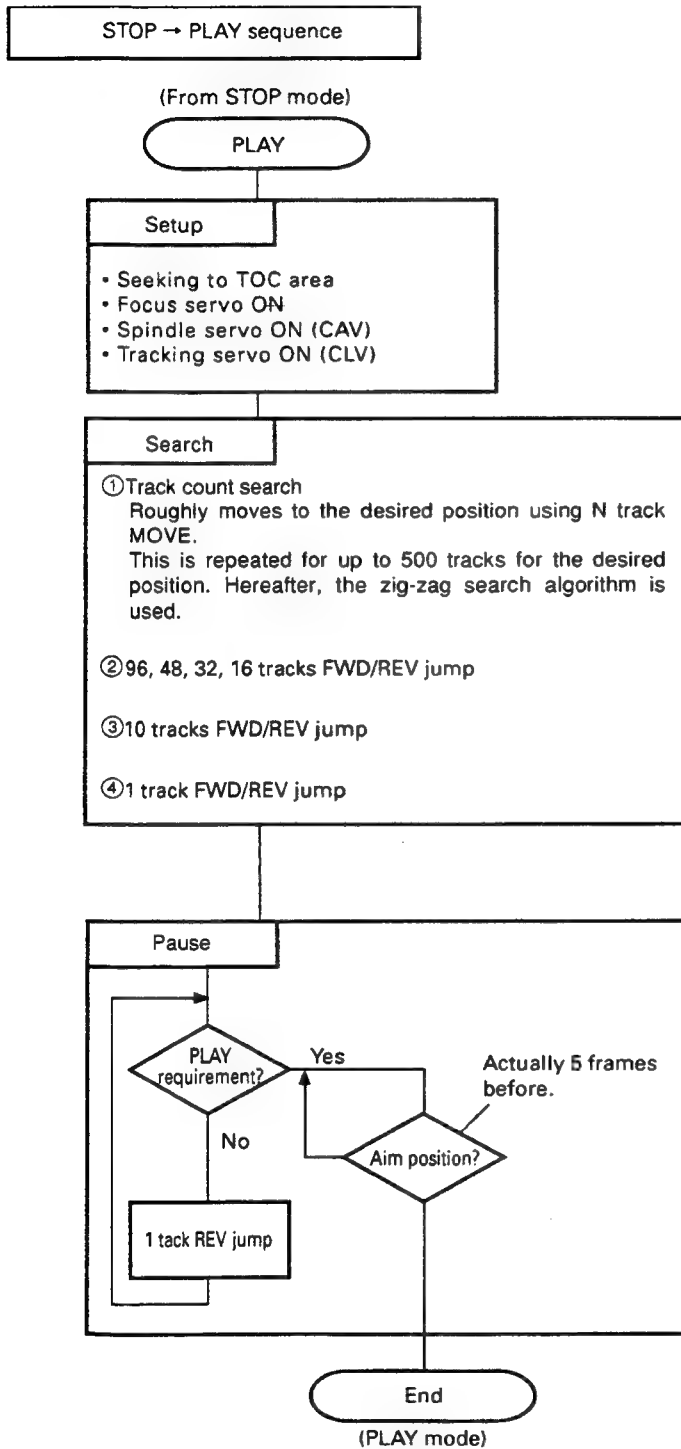 STOP → PLAY sequence
(From STOP mode)
PLAY
Setup
• Seeking to TOC area
• Focus servo ON
• Spindle servo ON (CAV)
• Tracking servo ON (CLV)
Search
①Track count search
Roughly moves to the desired position using N track
MOVE.
This is repeated for up to 500 tracks for the desired
position. Hereafter, the zig-zag search algorithm is
used.
②96, 48, 32, 16 tracks FWD/REV jump
③10 tracks FWD/REV jump
④1 track FWD/REV jump
Pause
PLAY
requirement?
Yes
Actually 5 frames
before.
No
Aim position?
1 tack REV jump
End
(PLAY mode)